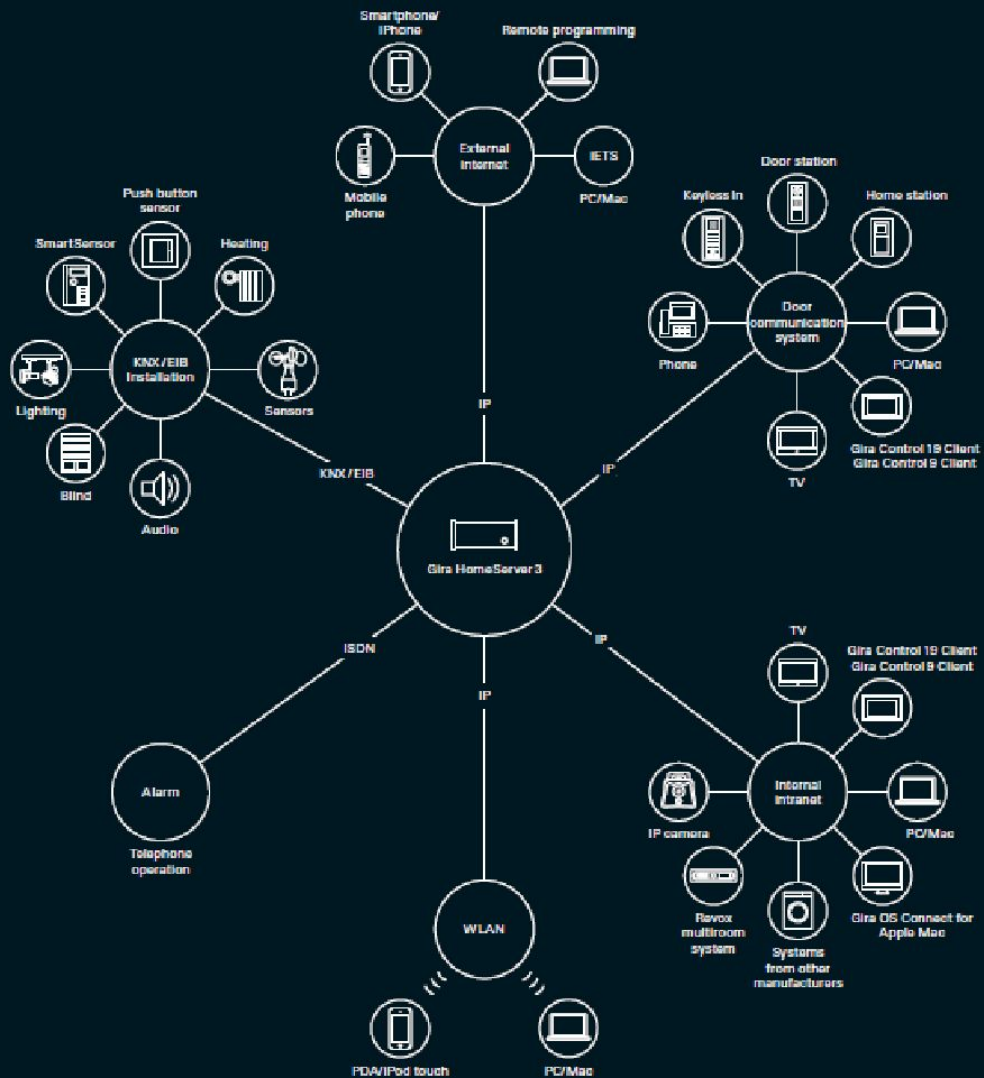 Smartphone/
iPhone
Remote programming
External
Internet
IETS
Mobile
phone
PC/Mac
Door station
Keyless In
Home station
Push button
sensor
SmartSensor
Heating
Door
communication
system
Phone
PC/Mac
KNX/EIB
Installation
Lighting
Sensors
Gira Control 19 Client
Gira Control 9 Client
TV
Blind
Audio
IP
KNX/EIB
IP
Gira HomeServer 3
ISDN
IP
IP
TV
Gira Control 19 Client
Gira Control 9 Client
Alarm
Internal
Intranet
IP camera
PC/Mac
Telephone
operation
Revox
multiroom
system
Gira OS Connect for
Apple Mac
Systems
from other
manufacturers
WLAN
PDA/iPod touch
PC/Mac